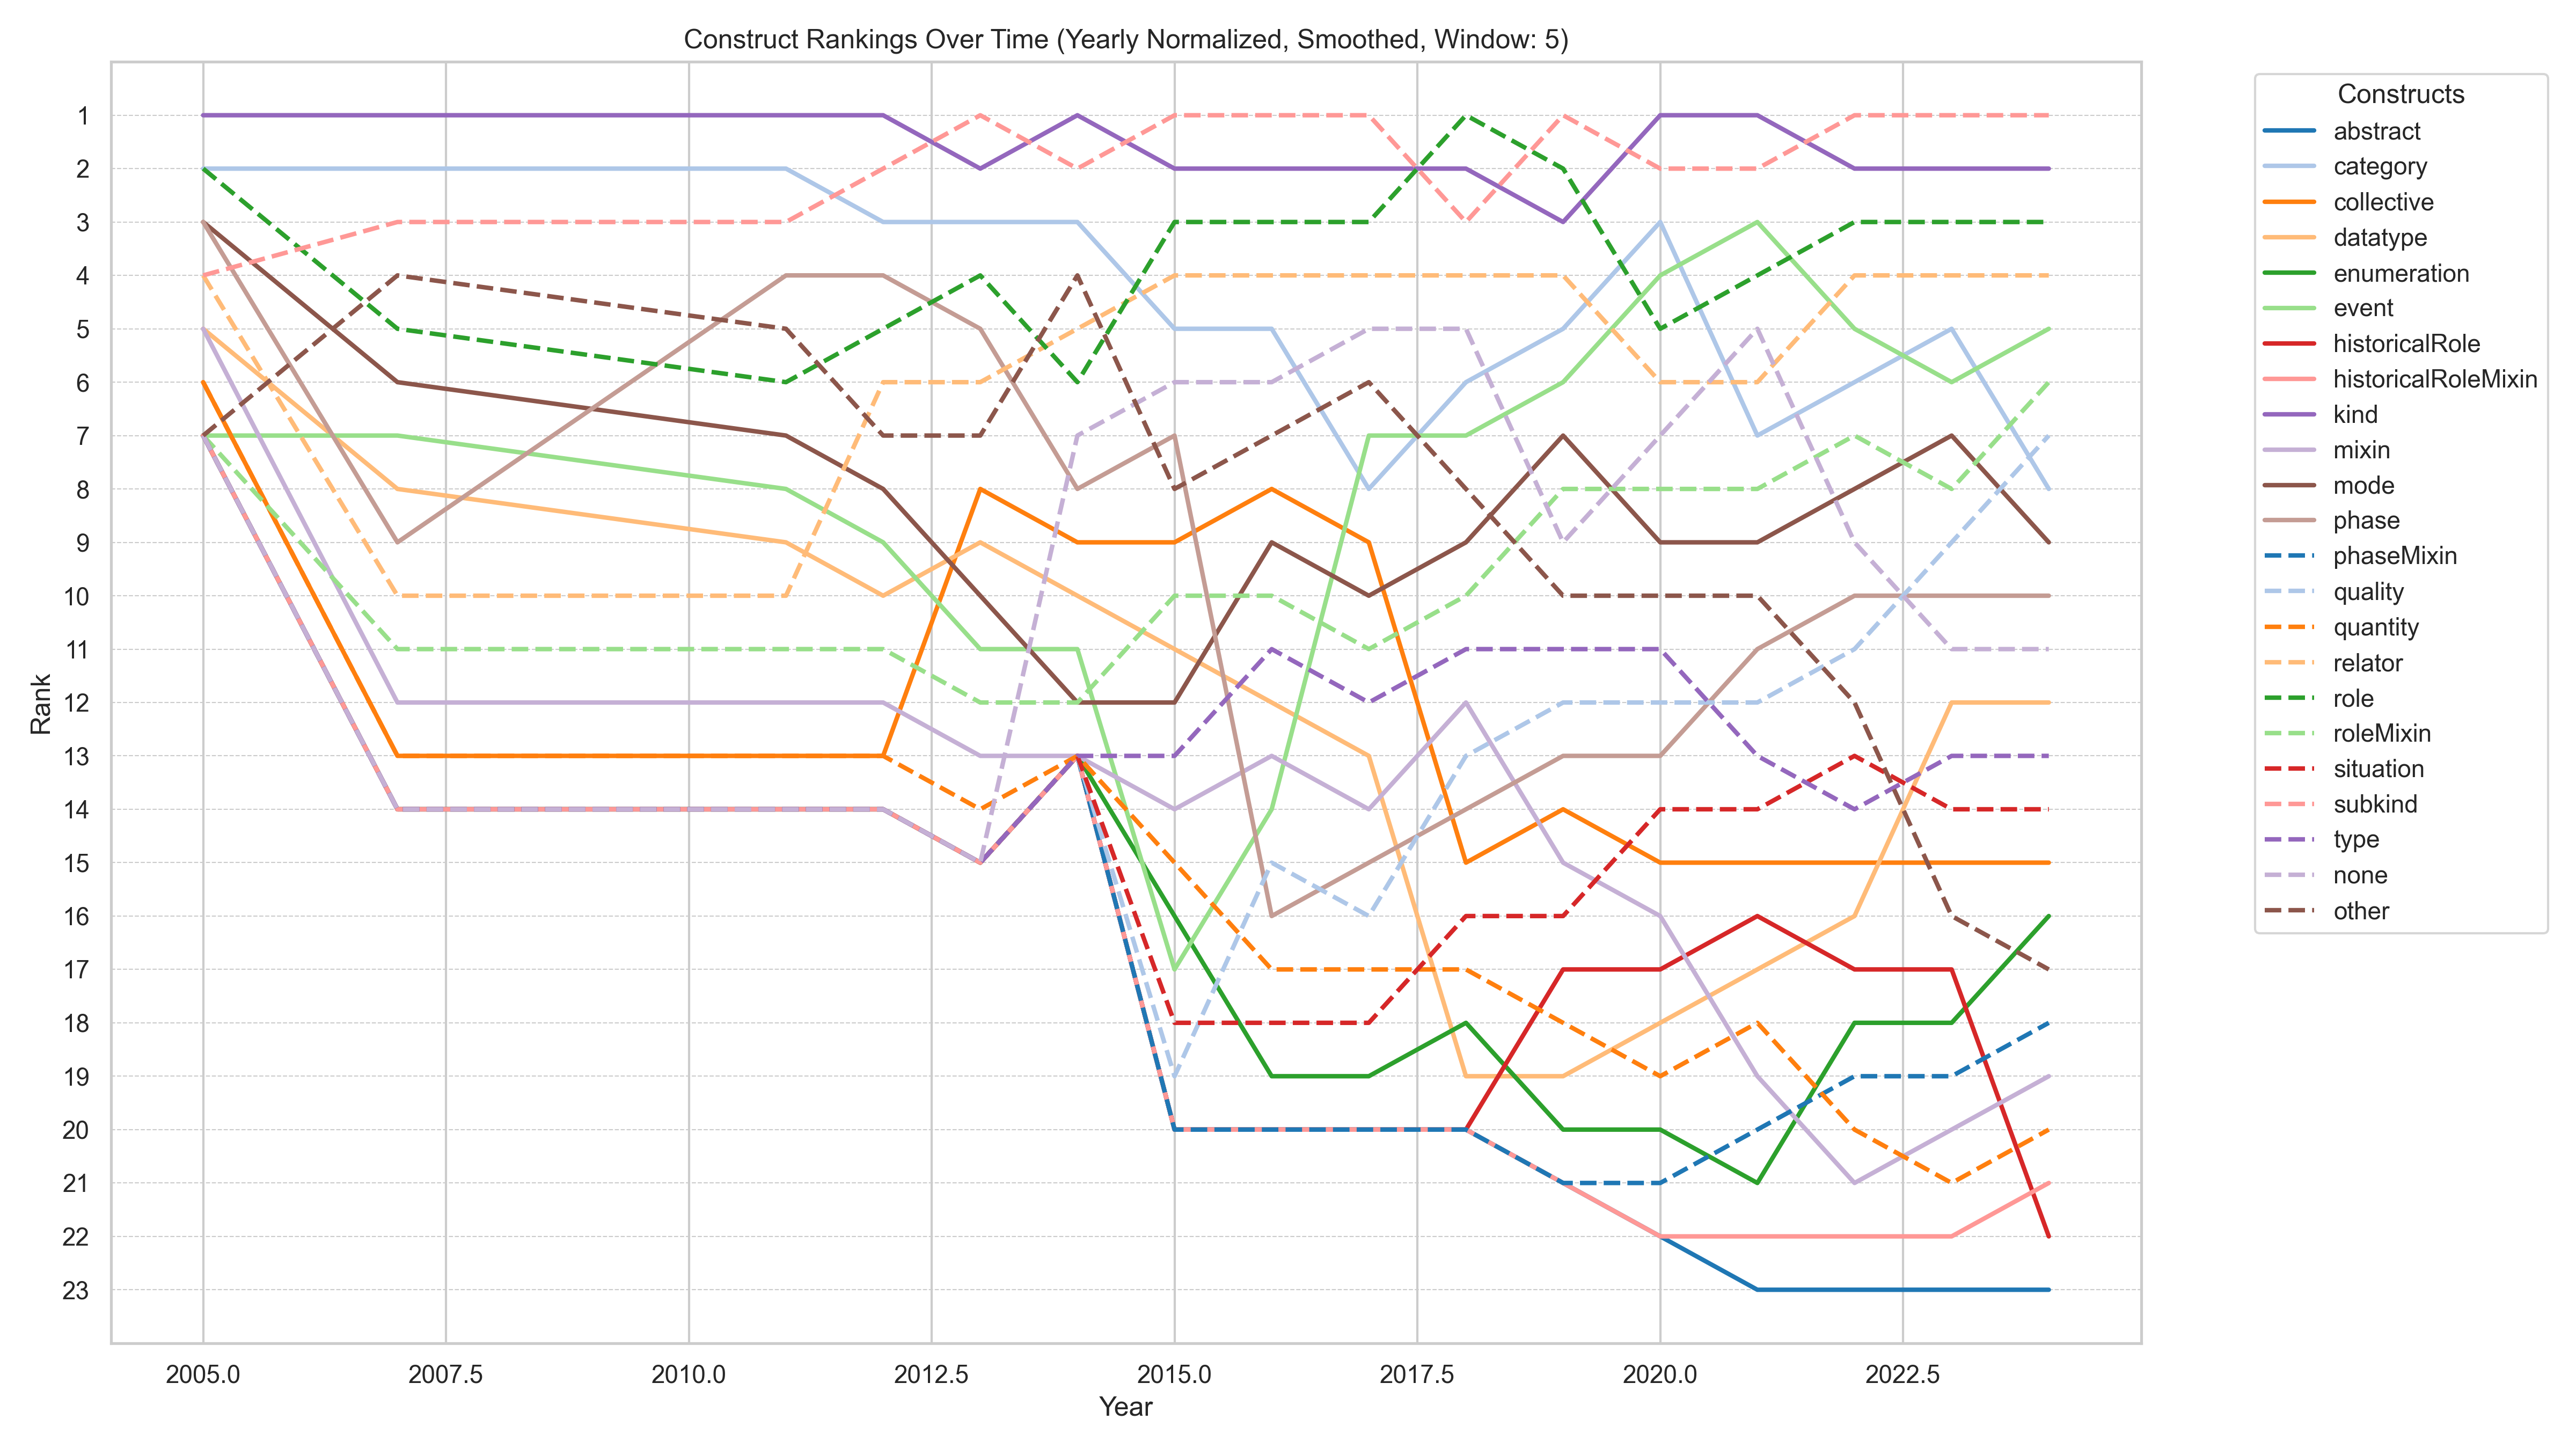 Construct Rankings Over Time (Yearly Normalized, Smoothed, Window: 5)
Rank
1
2
3
4
5
6
7
8
9
10
11
12
13
14
15
16
17
18
19
20
21
22
23
2005.0 2007.5 2010.0 2012.5 2015.0 2017.5 2020.0 2022.5
Year
Constructs
abstract
category
collective
datatype
enumeration
event
historicalRole
historicalRoleMixin
kind
mixin
mode
phase
phaseMixin
quality
quantity
relator
role
roleMixin
situation
subkind
type
none
other